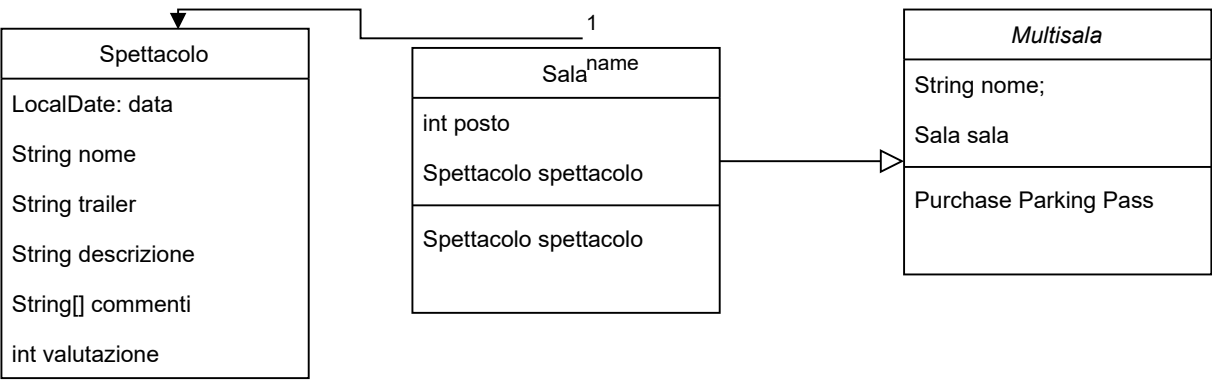 Spettacolo
LocalDate: data
String nome
String trailer
String descrizione
String[] commenti
int valutazione
1
name
Sala
int posto
Spettacolo spettacolo
Spettacolo spettacolo
Multisala
String nome;
Sala sala
Purchase Parking Pass